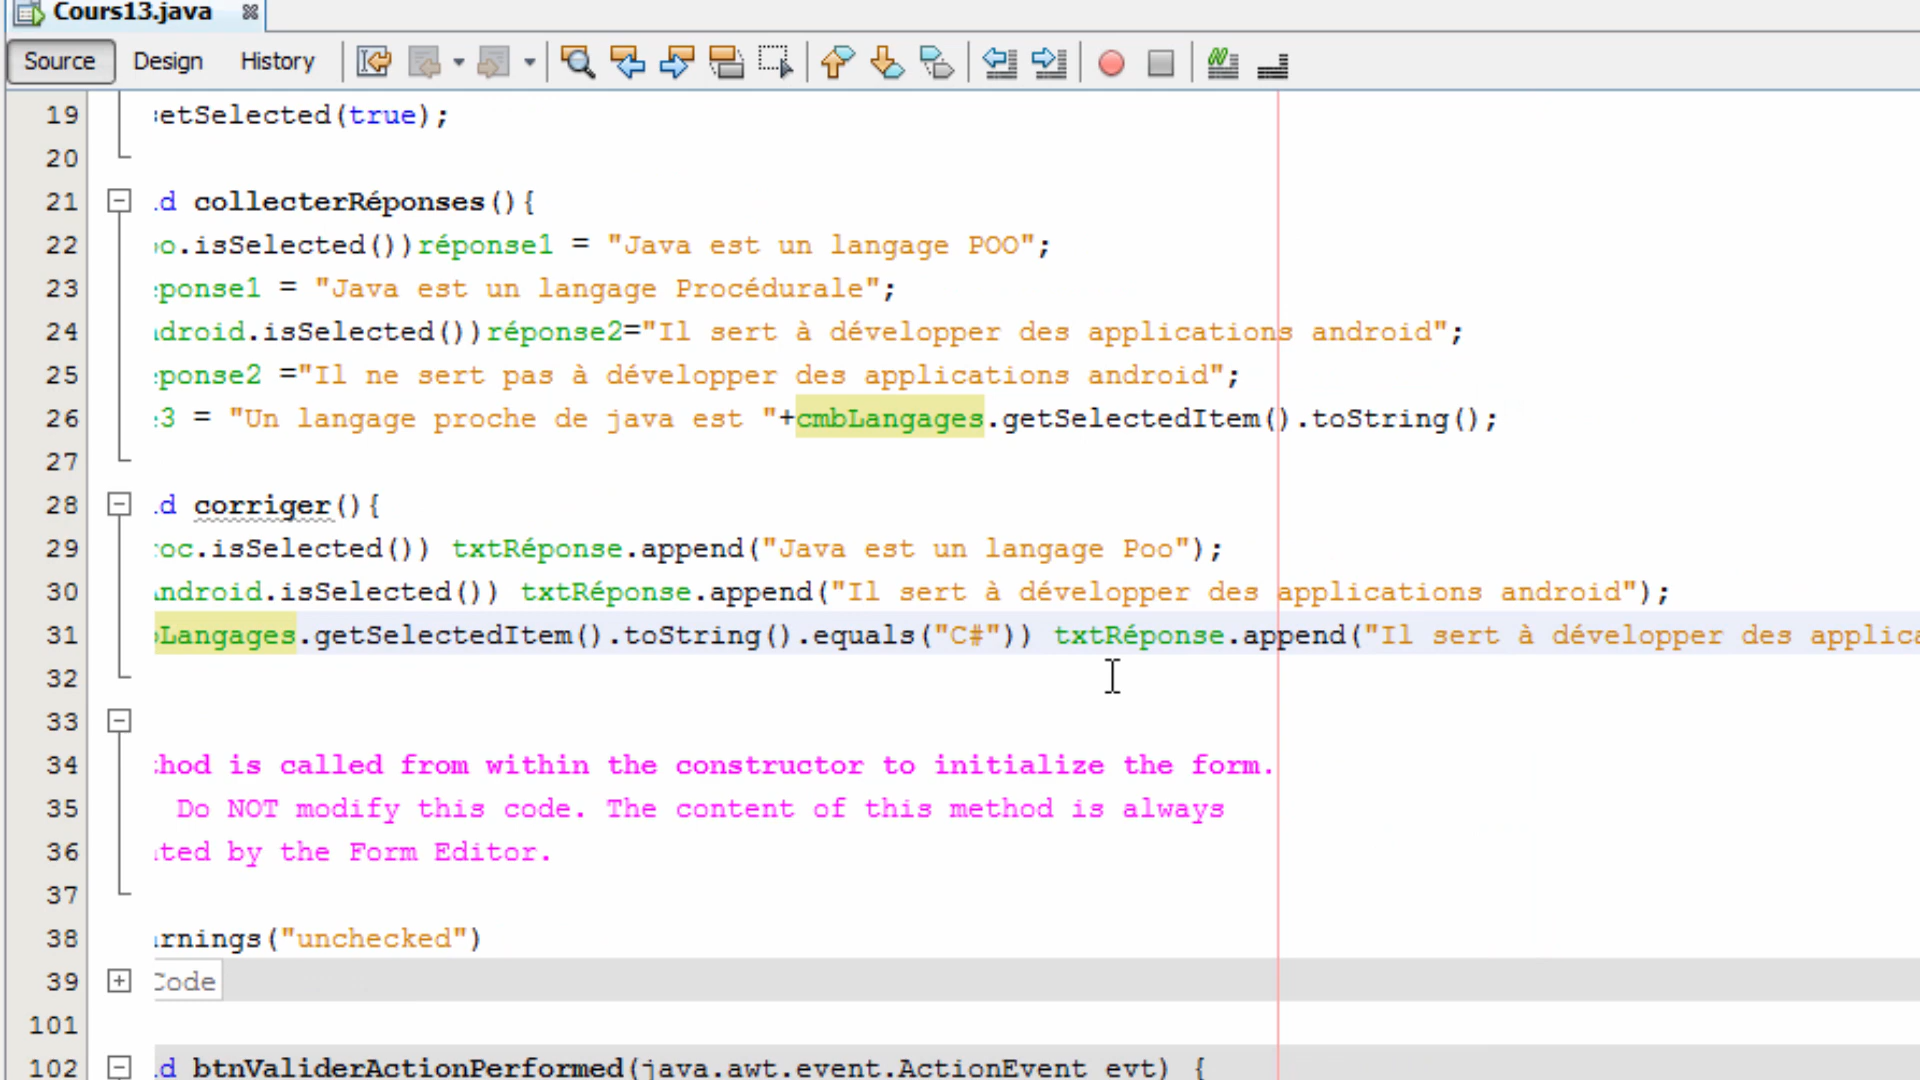 Cours13.java
Source Design History
19 etSelected(true);
20
21 d collecterRéponses(){
22 o.isSelected())réponse1 = "Java est un langage POO";
23 ponse1 = "Java est un langage Procédurale";
24 droid.isSelected())réponse2="Il sert à développer des applications android";
25 ponse2 ="Il ne sert pas à développer des applications android";
26 3 = "Un langage proche de java est "+cmbLangages.getSelectedItem().toString();
27
28 d corriger(){
29 oc.isSelected()) txtRéponse.append("Java est un langage Poo");
30 ndroid.isSelected()) txtRéponse.append("Il sert à développer des applications android");
31 Langages.getSelectedItem().toString().equals("C#")) txtRéponse.append("Il sert à développer des applica
32
33
34 hod is called from within the constructor to initialize the form.
35 Do NOT modify this code. The content of this method is always
36 ted by the Form Editor.
37
38 rnings("unchecked")
39 Code
101
102 d btnValiderActionPerformed(java.awt.event.ActionEvent evt) {